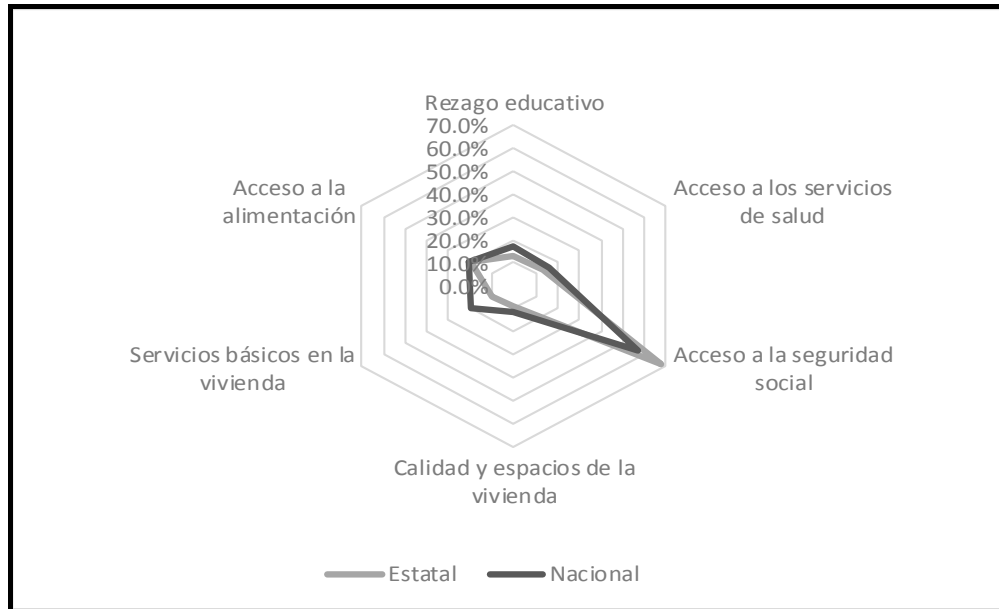 Rezago educativo
70.0%
60.0%
50.0%
40.0%
30.0%
20.0%
10.0%
0.0%
Acceso a los servicios
de salud
Acceso a la seguridad
social
Calidad y espacios de la
vivienda
Servicios básicos en la
vivienda
Acceso a la
alimentación
Estatal
Nacional